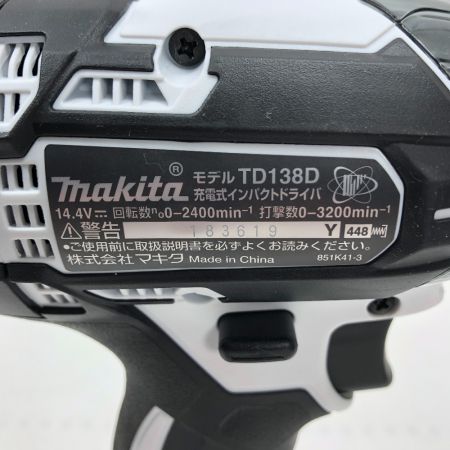 makita® モデル TD138D
充電式インパクトドライバ
14.4V⎓ 回転数n₀0-2400min⁻¹ 打撃数0-3200min⁻¹
⚠警告 183619 Y 448
●ご使用前に取扱説明書を必ずよくお読みください。
株式会社 マキタ Made in China 851K41-3